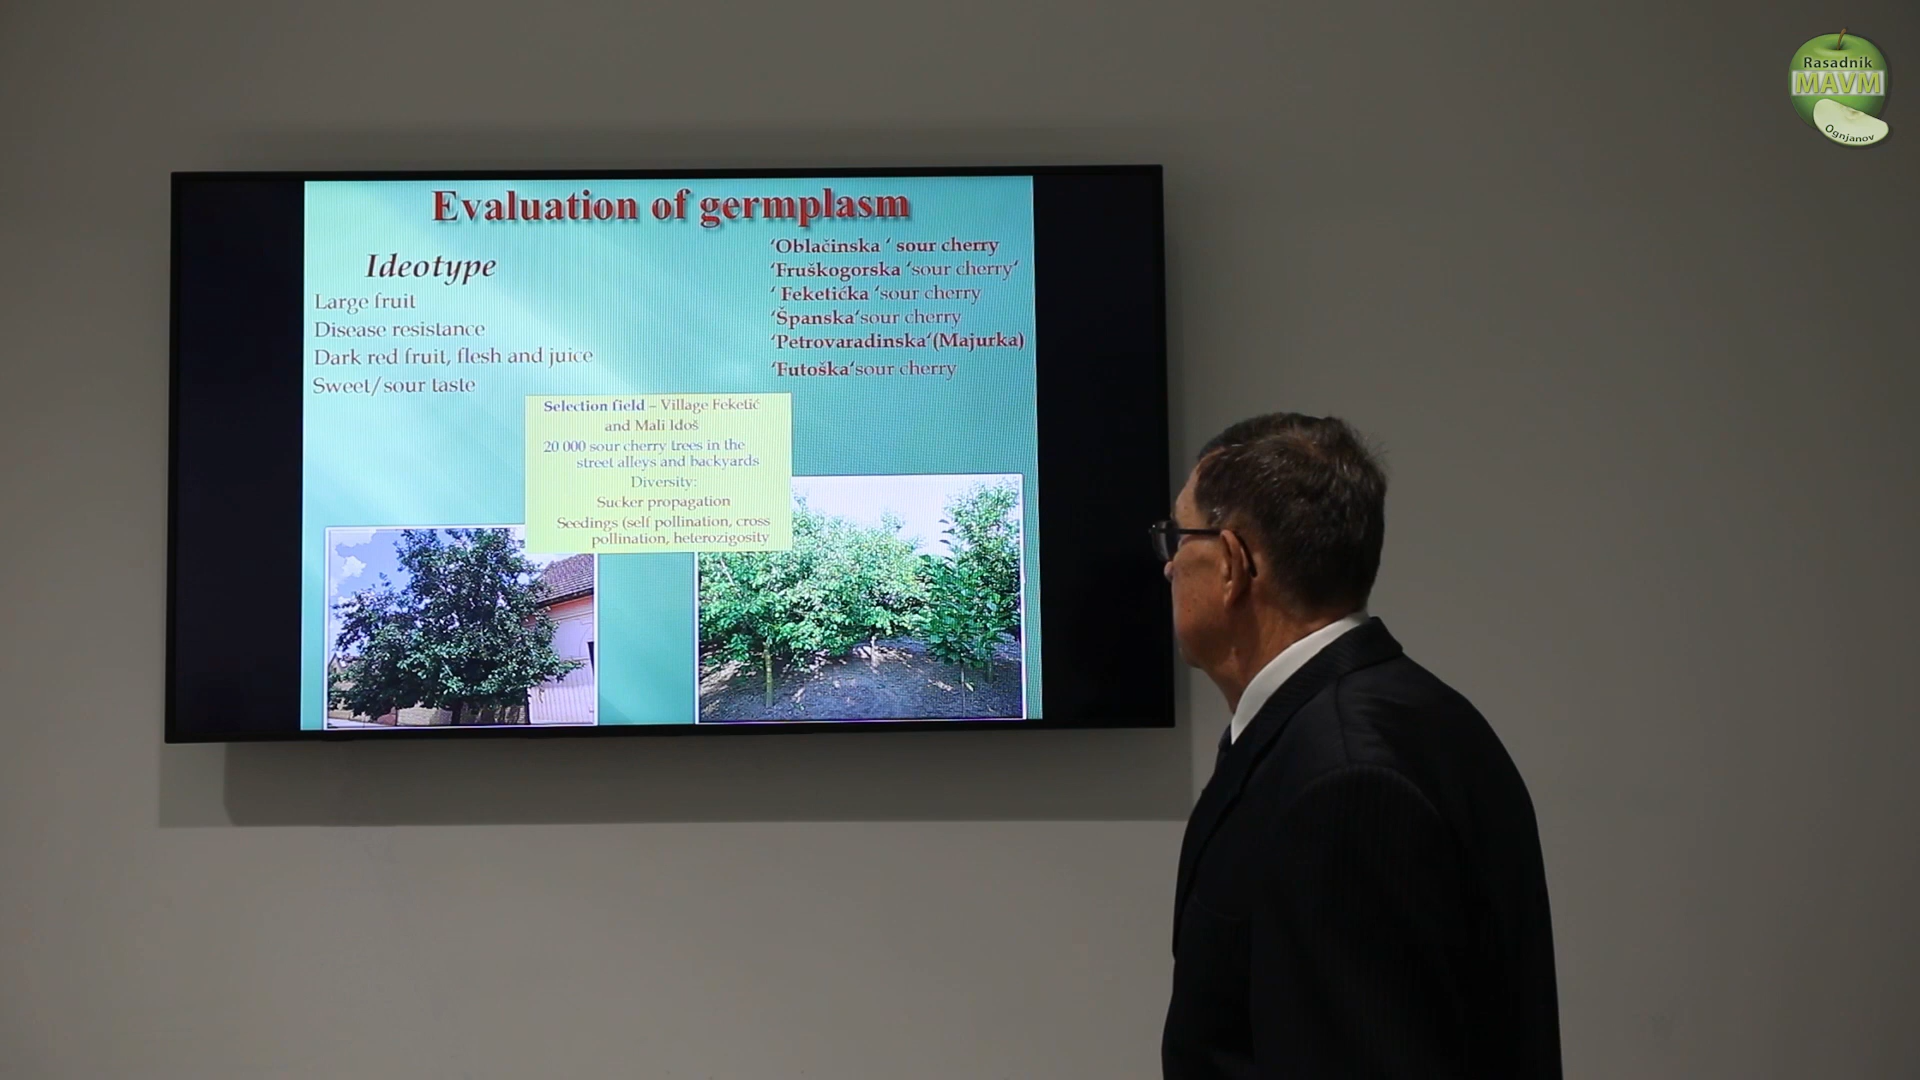 Evaluation of germplasm
Ideotype
Large fruit
Disease resistance
Dark red fruit, flesh and juice
Sweet/sour taste
‘Oblačinska ‘ sour cherry
‘Fruškogorska ‘sour cherry‘
‘ Feketićka ‘sour cherry
‘Španska‘sour cherry
‘Petrovaradinska‘(Majurka)
‘Futoška‘sour cherry
Selection field – Village Feketić
and Mali Idoš
20 000 sour cherry trees in the
street alleys and backyards
Diversity:
Sucker propagation
Seedings (self pollination, cross
pollination, heterozigosity
Rasadnik
MAVM
Ognjanov